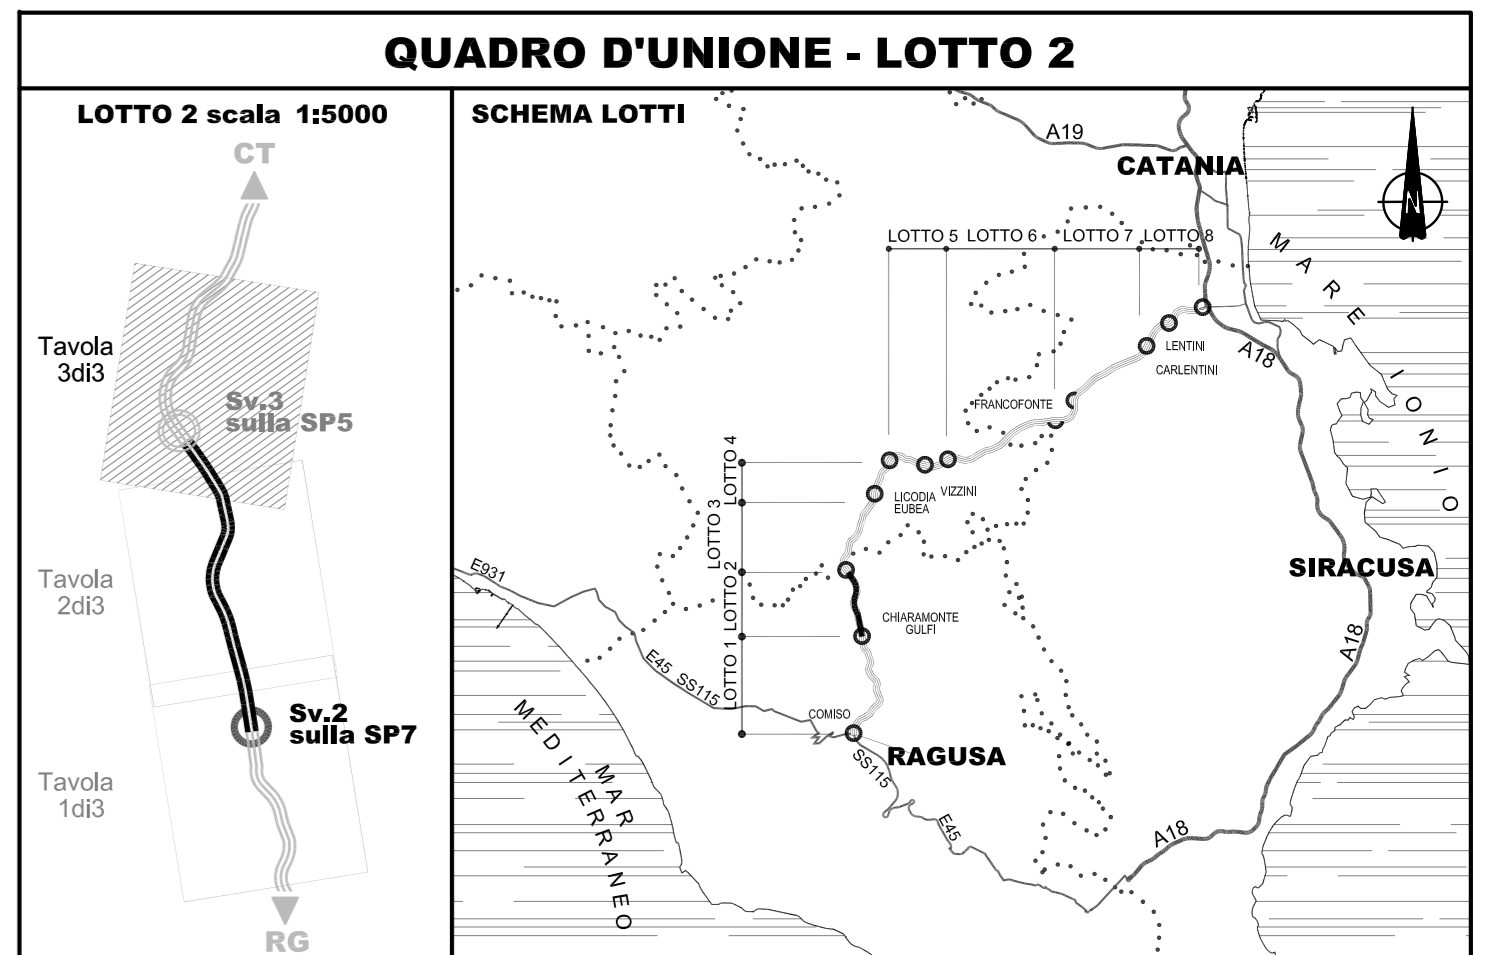 QUADRO D'UNIONE - LOTTO 2
LOTTO 2 scala 1:5000
CT
Tavola
3di3
Sv.3
sulla SP5
Tavola
2di3
Sv.2
sulla SP7
Tavola
1di3
RG
SCHEMA LOTTI
A19
CATANIA
N
LOTTO 5
LOTTO 6
LOTTO 7
LOTTO 8
MARE IONIO
LENTINI
CARLENTINI
A18
FRANCOFONTE
LOTTO 4
LOTTO 3
LOTTO 2
LOTTO 1
LICODIA
EUBEA
VIZZINI
E931
SIRACUSA
CHIARAMONTE
GULFI
E45
SS115
A18
COMISO
RAGUSA
SS115
MAR
MEDITERRANEO
E45
A18